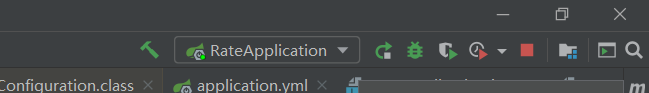 RateApplication
Configuration.class application.yml
m